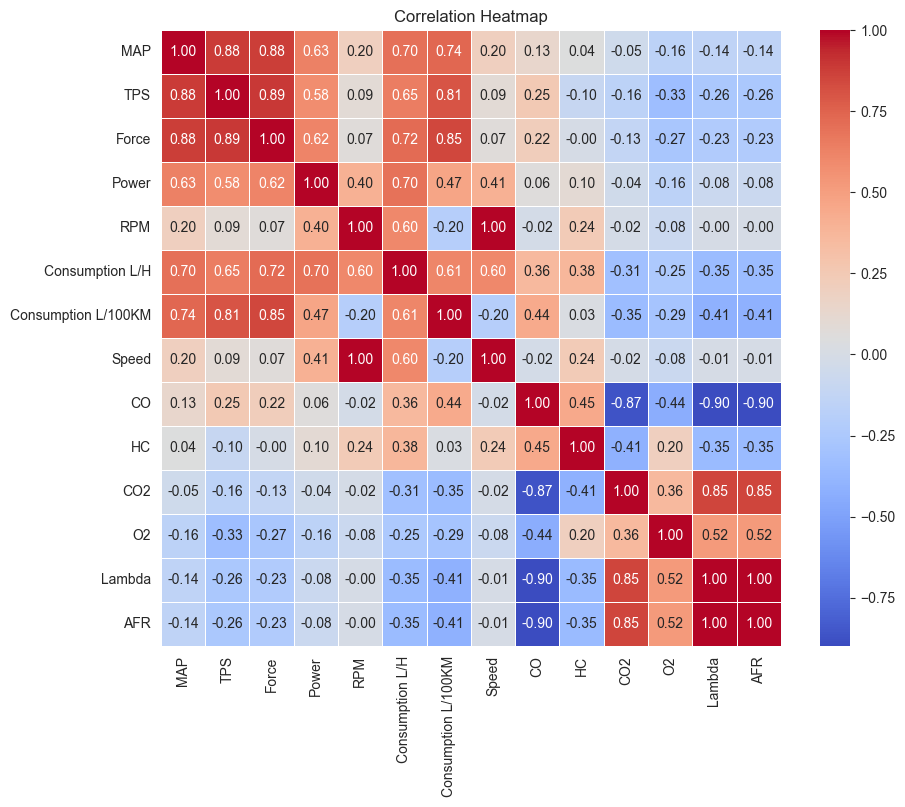 Correlation Heatmap
MAP 1.00 0.88 0.88 0.63 0.20 0.70 0.74 0.20 0.13 0.04 -0.05 -0.16 -0.14 -0.14
TPS 0.88 1.00 0.89 0.58 0.09 0.65 0.81 0.09 0.25 -0.10 -0.16 -0.33 -0.26 -0.26
Force 0.88 0.89 1.00 0.62 0.07 0.72 0.85 0.07 0.22 -0.00 -0.13 -0.27 -0.23 -0.23
Power 0.63 0.58 0.62 1.00 0.40 0.70 0.47 0.41 0.06 0.10 -0.04 -0.16 -0.08 -0.08
RPM 0.20 0.09 0.07 0.40 1.00 0.60 -0.20 1.00 -0.02 0.24 -0.02 -0.08 -0.00 -0.00
Consumption L/H 0.70 0.65 0.72 0.70 0.60 1.00 0.61 0.60 0.36 0.38 -0.31 -0.25 -0.35 -0.35
Consumption L/100KM 0.74 0.81 0.85 0.47 -0.20 0.61 1.00 -0.20 0.44 0.03 -0.35 -0.29 -0.41 -0.41
Speed 0.20 0.09 0.07 0.41 1.00 0.60 -0.20 1.00 -0.02 0.24 -0.02 -0.08 -0.01 -0.01
CO 0.13 0.25 0.22 0.06 -0.02 0.36 0.44 -0.02 1.00 0.45 -0.87 -0.44 -0.90 -0.90
HC 0.04 -0.10 -0.00 0.10 0.24 0.38 0.03 0.24 0.45 1.00 -0.41 0.20 -0.35 -0.35
CO2 -0.05 -0.16 -0.13 -0.04 -0.02 -0.31 -0.35 -0.02 -0.87 -0.41 1.00 0.36 0.85 0.85
O2 -0.16 -0.33 -0.27 -0.16 -0.08 -0.25 -0.29 -0.08 -0.44 0.20 0.36 1.00 0.52 0.52
Lambda -0.14 -0.26 -0.23 -0.08 -0.00 -0.35 -0.41 -0.01 -0.90 -0.35 0.85 0.52 1.00 1.00
AFR -0.14 -0.26 -0.23 -0.08 -0.00 -0.35 -0.41 -0.01 -0.90 -0.35 0.85 0.52 1.00 1.00
MAP
TPS
Force
Power
RPM
Consumption L/H
Consumption L/100KM
Speed
CO
HC
CO2
O2
Lambda
AFR
1.00
0.75
0.50
0.25
0.00
-0.25
-0.50
-0.75